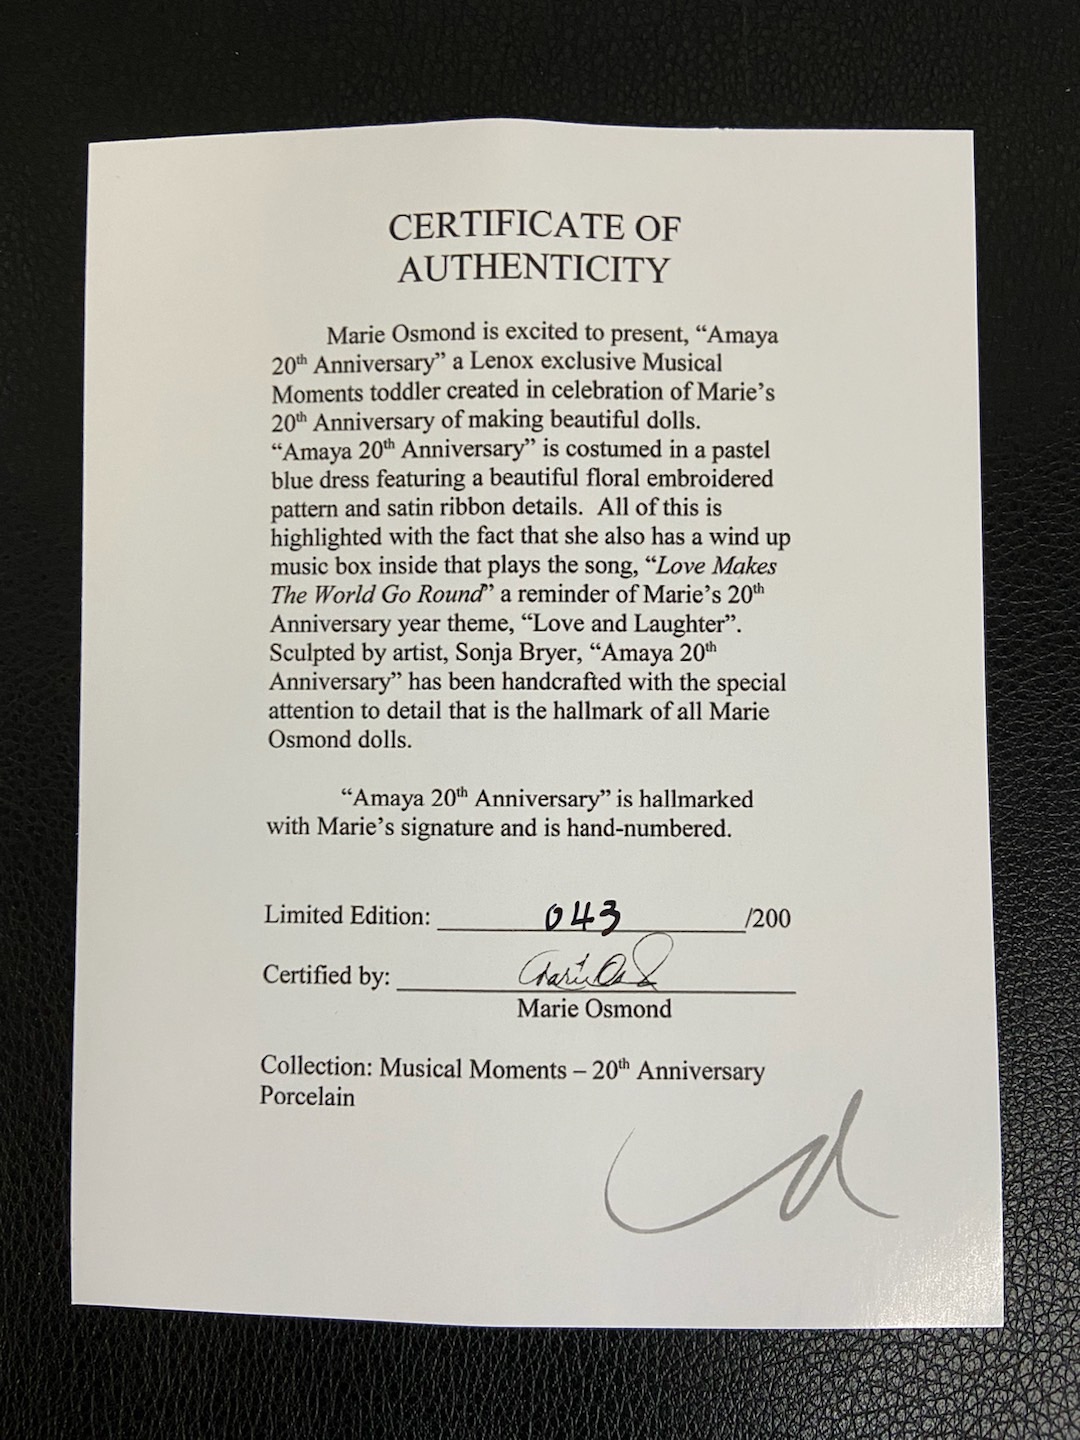 CERTIFICATE OF
AUTHENTICITY
Marie Osmond is excited to present, “Amaya
20th Anniversary” a Lenox exclusive Musical
Moments toddler created in celebration of Marie’s
20th Anniversary of making beautiful dolls.
“Amaya 20th Anniversary” is costumed in a pastel
blue dress featuring a beautiful floral embroidered
pattern and satin ribbon details.  All of this is
highlighted with the fact that she also has a wind up
music box inside that plays the song, “Love Makes
The World Go Round” a reminder of Marie’s 20th
Anniversary year theme, “Love and Laughter”.
Sculpted by artist, Sonja Bryer, “Amaya 20th
Anniversary” has been handcrafted with the special
attention to detail that is the hallmark of all Marie
Osmond dolls.
“Amaya 20th Anniversary” is hallmarked
with Marie’s signature and is hand-numbered.
Limited Edition: 043 /200
Certified by:
Marie Osmond
Collection: Musical Moments – 20th Anniversary
Porcelain